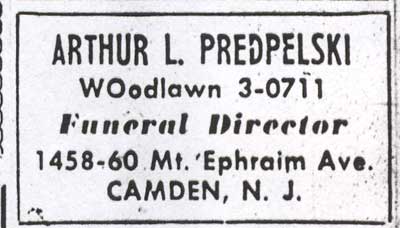 ARTHUR L. PREDPELSKI
WOodlawn 3-0711
Funeral Director
1458-60 Mt. Ephraim Ave.
CAMDEN, N. J.